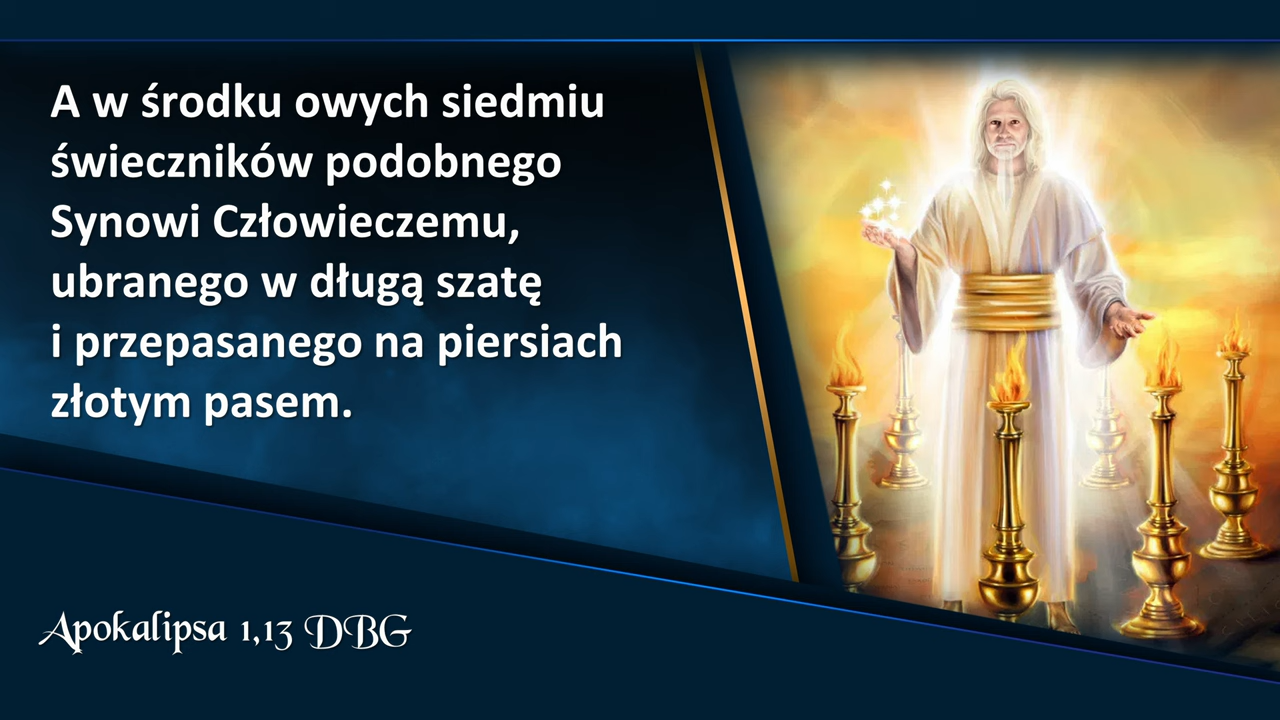 A w środku owych siedmiu
świeczników podobnego
Synowi Człowieczemu,
ubranego w długą szatę
i przepasanego na piersiach
złotym pasem.
Apokalipsa 1,13 DBG